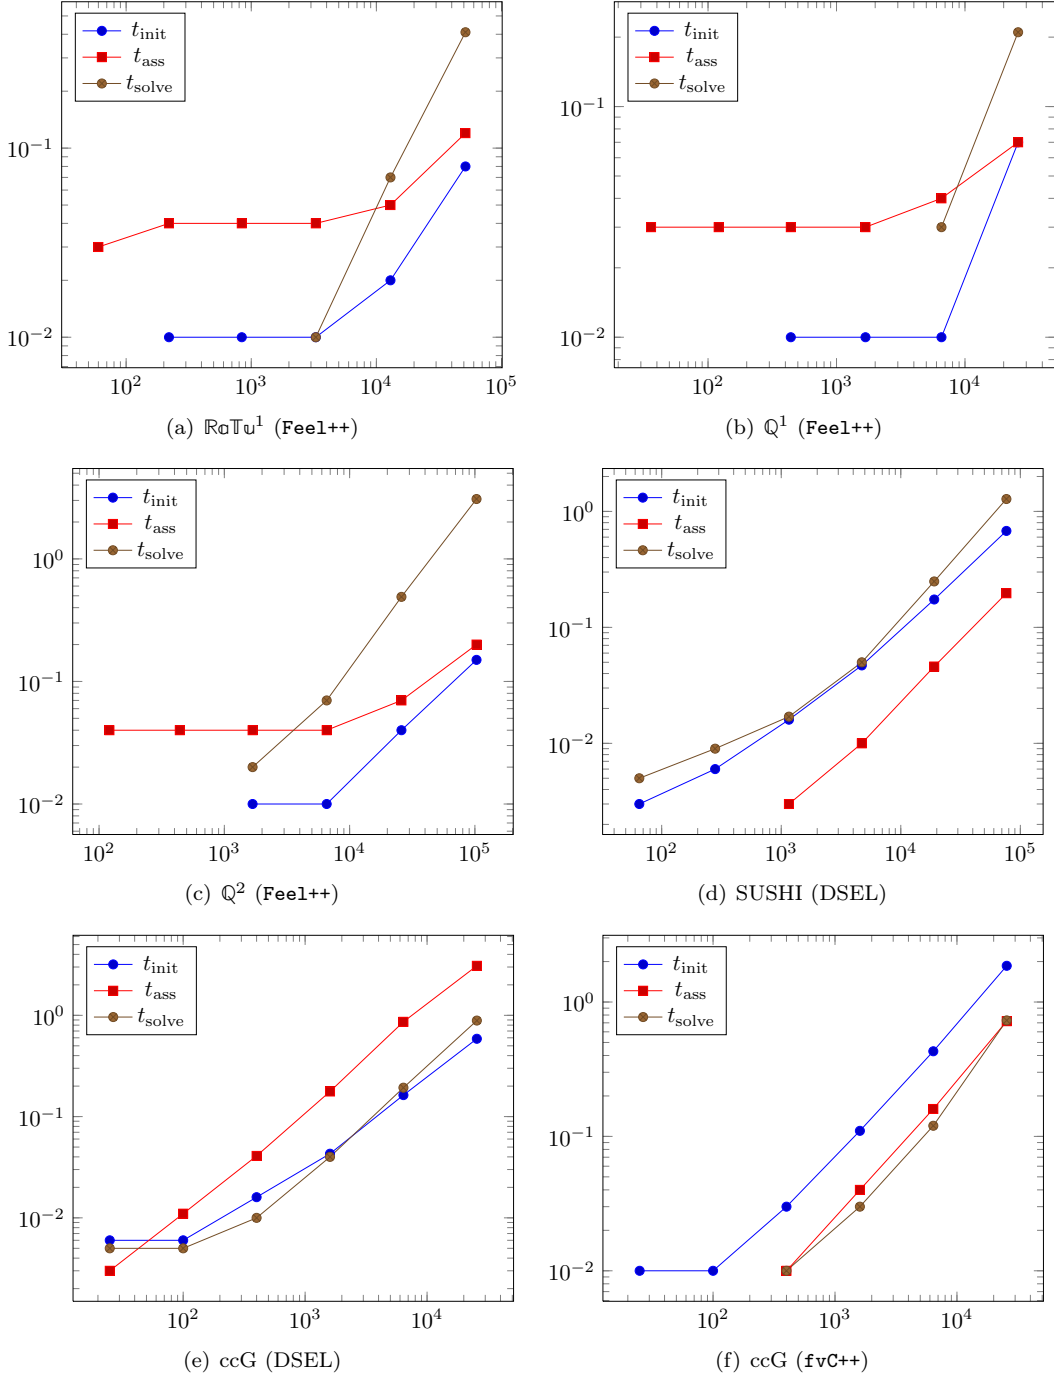 t_init
t_ass
t_solve
10^-1
10^-2
10^2 10^3 10^4 10^5
(a) ℝ𝕒𝕋𝕦^1 (Feel++)
t_init
t_ass
t_solve
10^-1
10^-2
10^2 10^3 10^4
(b) ℚ^1 (Feel++)
t_init
t_ass
t_solve
10^0
10^-1
10^-2
10^2 10^3 10^4 10^5
(c) ℚ^2 (Feel++)
t_init
t_ass
t_solve
10^0
10^-1
10^-2
10^2 10^3 10^4 10^5
(d) SUSHI (DSEL)
t_init
t_ass
t_solve
10^0
10^-1
10^-2
10^2 10^3 10^4
(e) ccG (DSEL)
t_init
t_ass
t_solve
10^0
10^-1
10^-2
10^2 10^3 10^4
(f) ccG (fvC++)